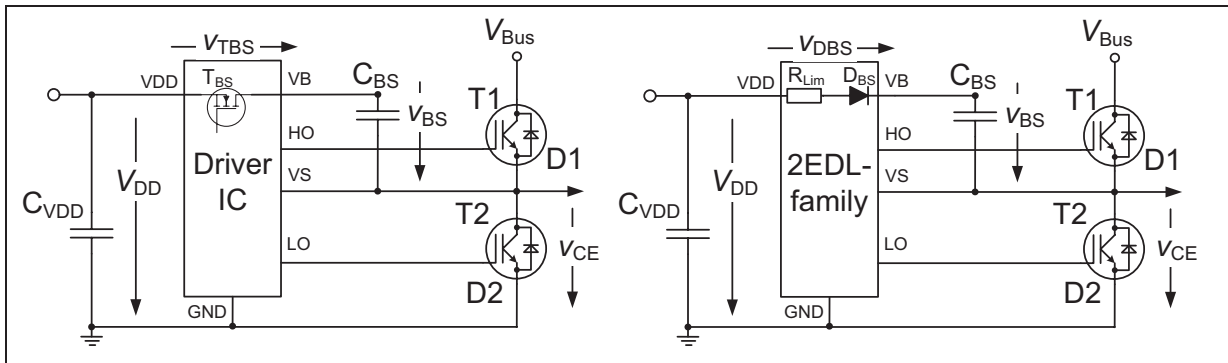 vTBS
VDD
TBS
VB
CBS
VBus
T1
vBS
HO
D1
Driver
IC
VDD
VS
CVDD
T2
LO
vCE
D2
GND
vDBS
VDD
RLim
DBS
VB
CBS
VBus
T1
vBS
HO
D1
2EDL-
family
VDD
VS
CVDD
T2
LO
vCE
D2
GND